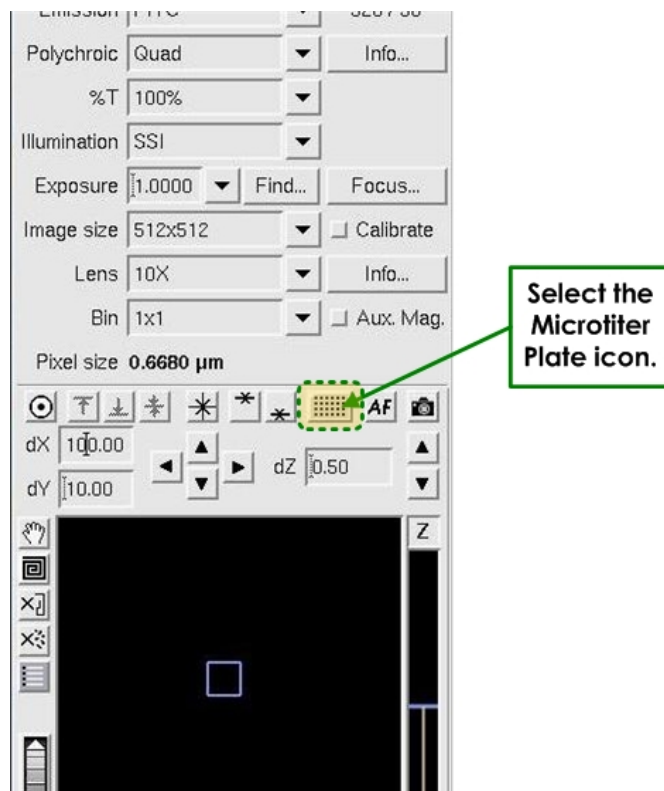 Polychroic Quad Info...
%T 100%
Illumination SSI
Exposure 1.0000 Find... Focus...
Image size 512x512 Calibrate
Lens 10X Info...
Bin 1x1 Aux. Mag.
Pixel size 0.6680 µm
Select the
Microtiter
Plate icon.
AF
dX 100.00
dZ 0.50
dY 10.00
Z